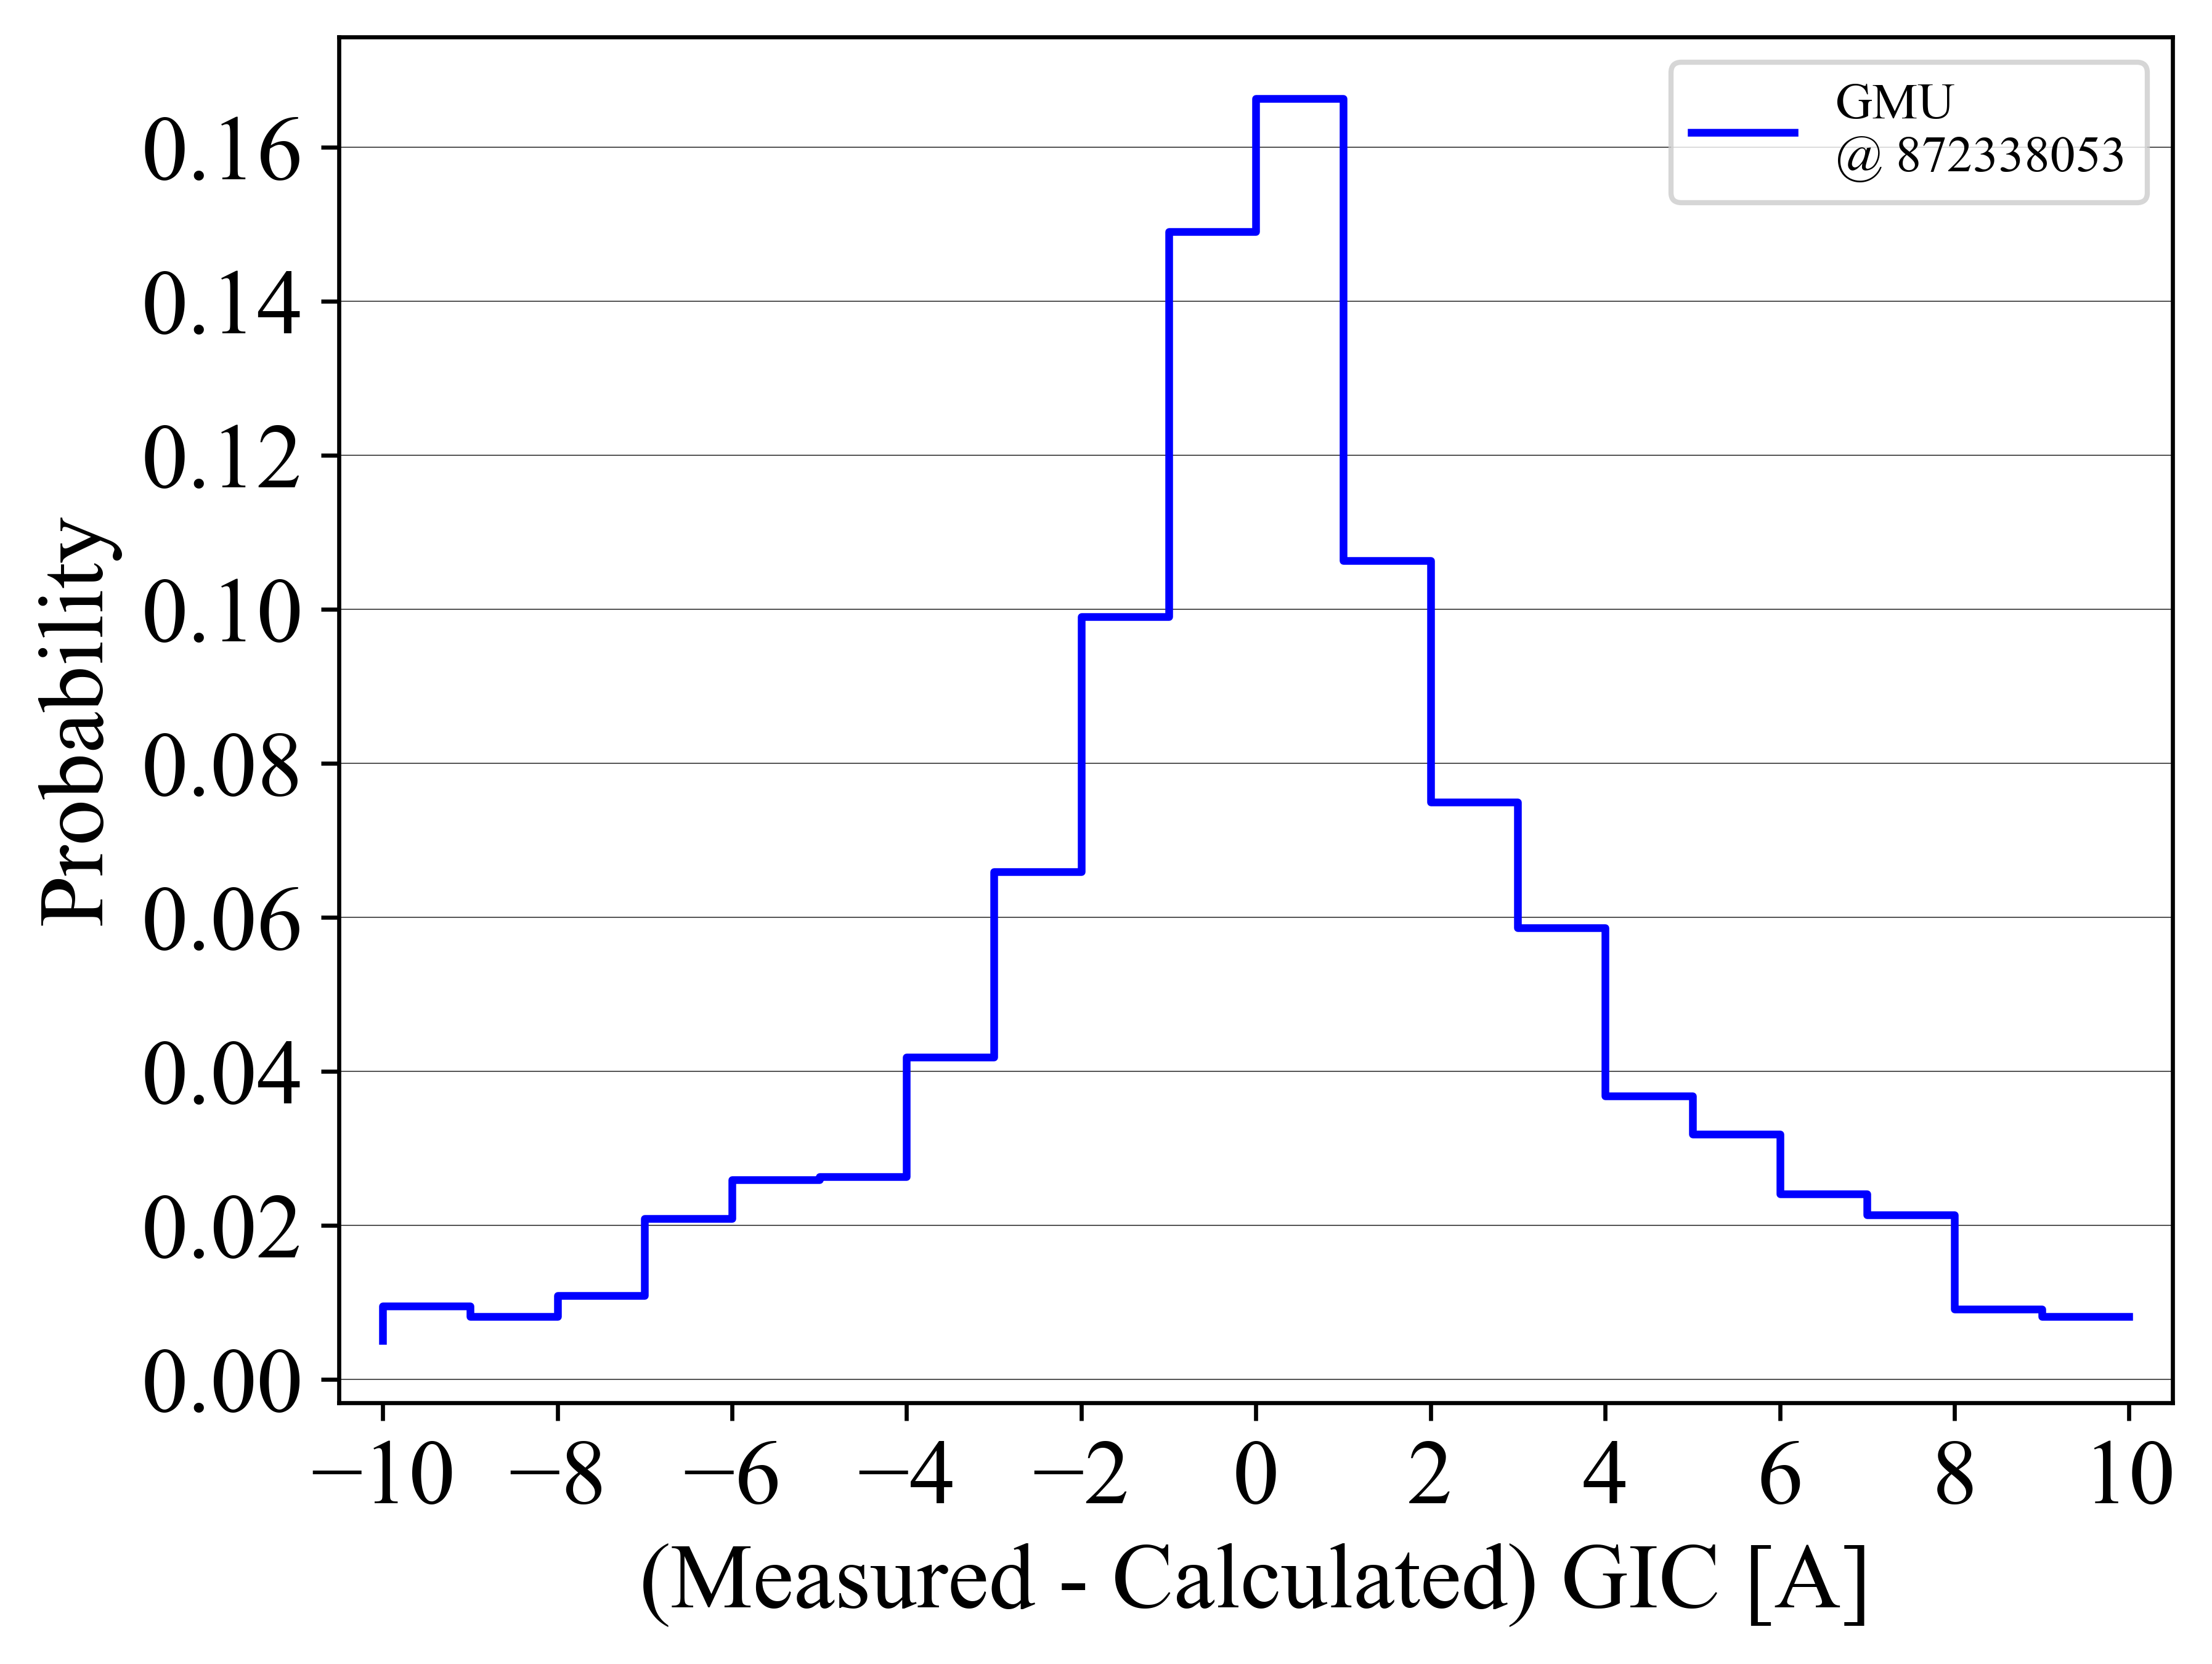 GMU
@ 872338053
Probability
0.16
0.14
0.12
0.10
0.08
0.06
0.04
0.02
0.00
−10 −8 −6 −4 −2 0 2 4 6 8 10
(Measured - Calculated) GIC [A]